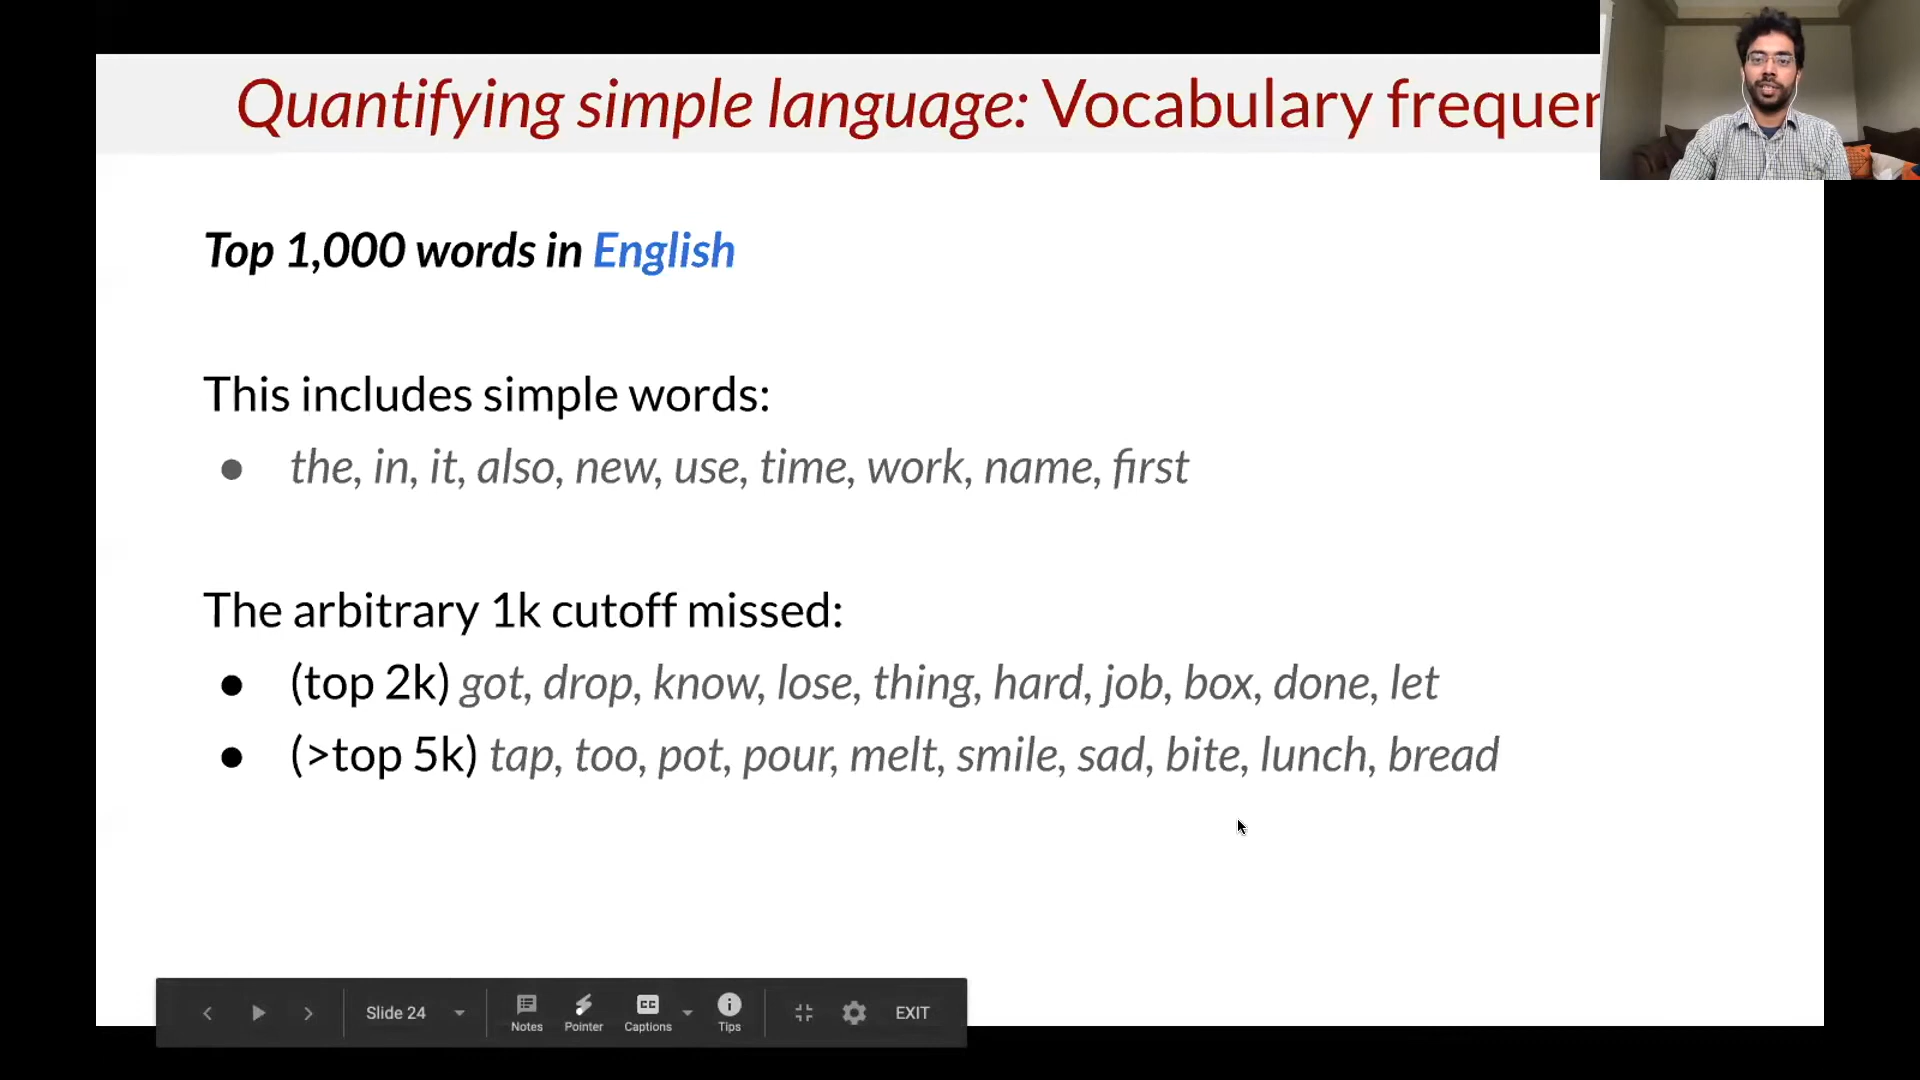 Quantifying simple language: Vocabulary
Top 1,000 words in English
This includes simple words:
● the, in, it, also, new, use, time, work, name, first
The arbitrary 1k cutoff missed:
● (top 2k) got, drop, know, lose, thing, hard, job, box, done, let
● (>top 5k) tap, too, pot, pour, melt, smile, sad, bite, lunch, bread
Slide 24
Notes
Pointer
CC
Captions
Tips
EXIT